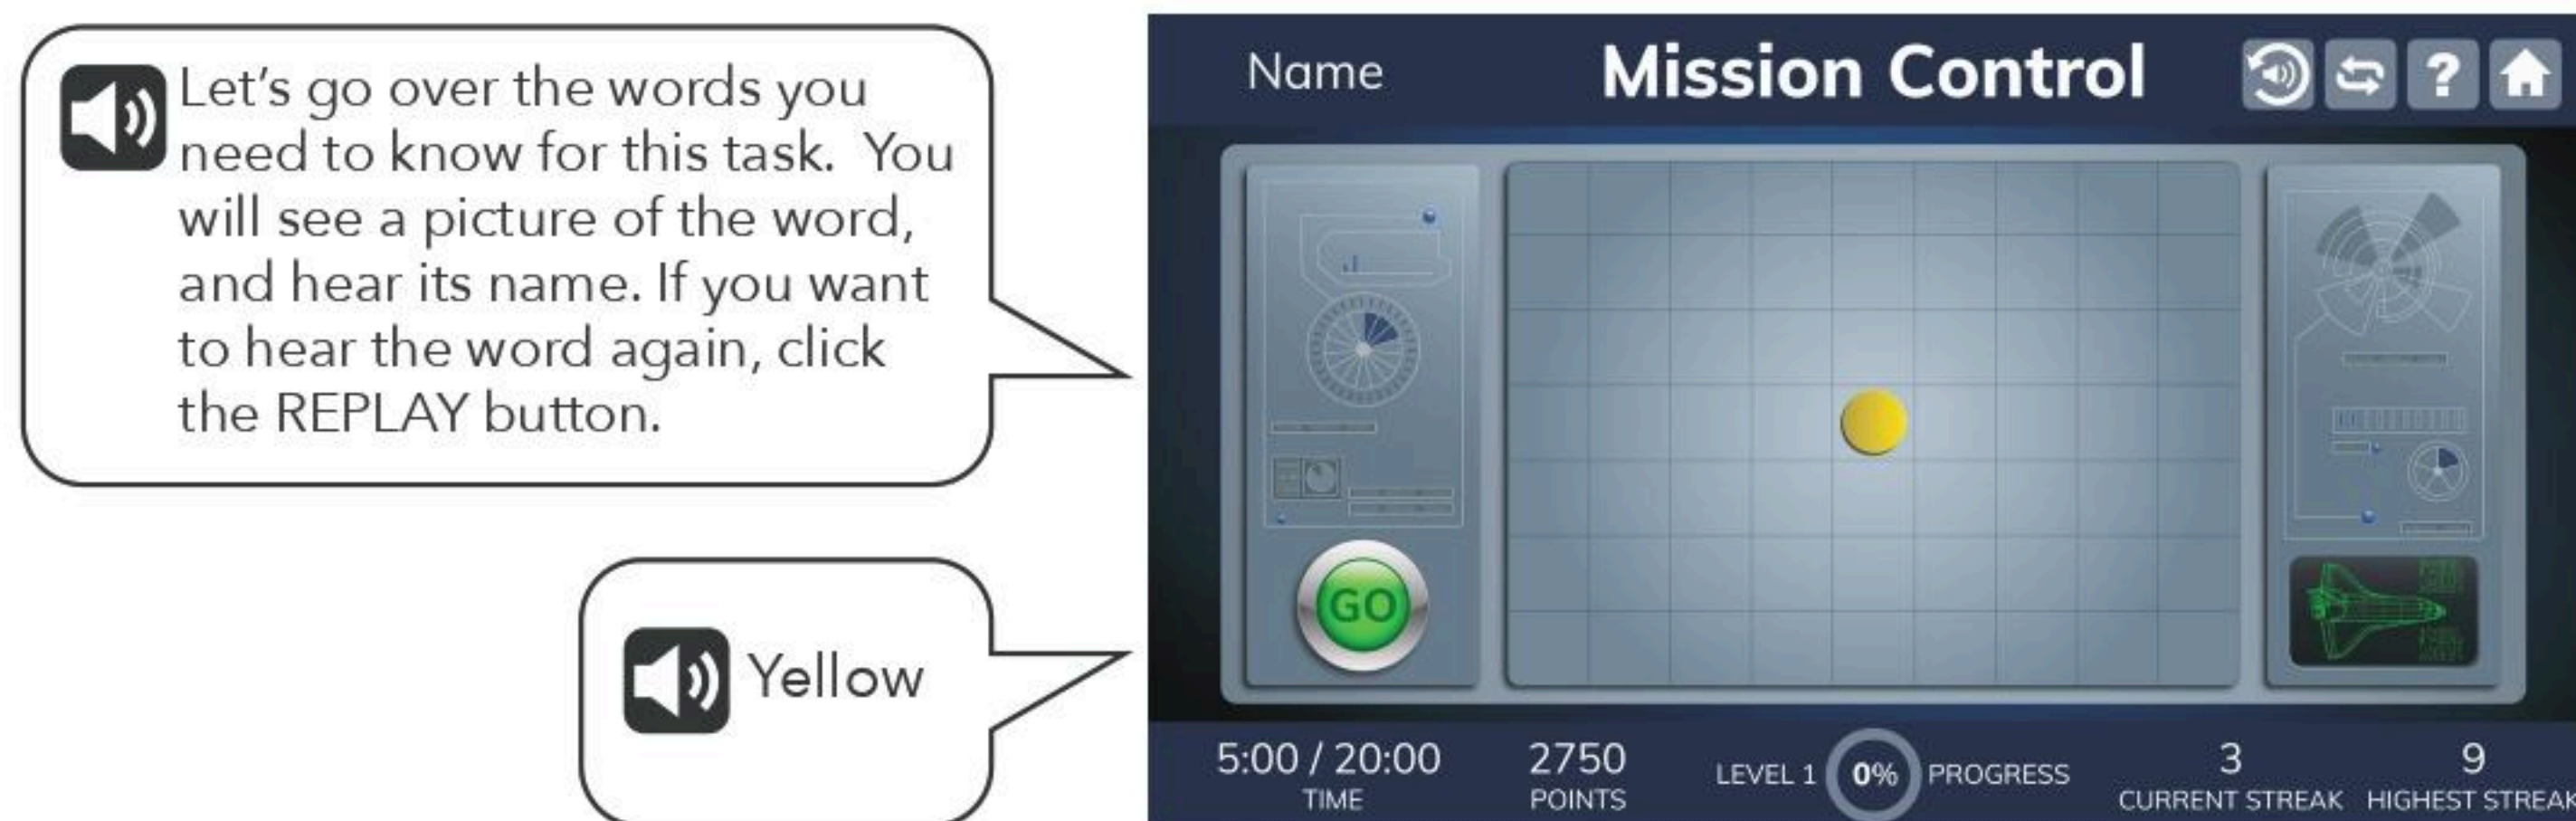 Let's go over the words you
need to know for this task. You
will see a picture of the word,
and hear its name. If you want
to hear the word again, click
the REPLAY button.
Yellow
Name
Mission Control
?
GO
5:00 / 20:00
TIME
2750
POINTS
LEVEL 1
0%
PROGRESS
3
CURRENT STREAK
9
HIGHEST STREAK